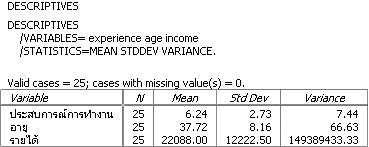 DESCRIPTIVES
DESCRIPTIVES
/VARIABLES= experience age income
/STATISTICS=MEAN STDDEV VARIANCE.
Valid cases = 25; cases with missing value(s) = 0.
Variable N Mean Std Dev Variance
ประสบการณ์การทำงาน 25 6.24 2.73 7.44
อายุ 25 37.72 8.16 66.63
รายได้ 25 22088.00 12222.50 149389433.33